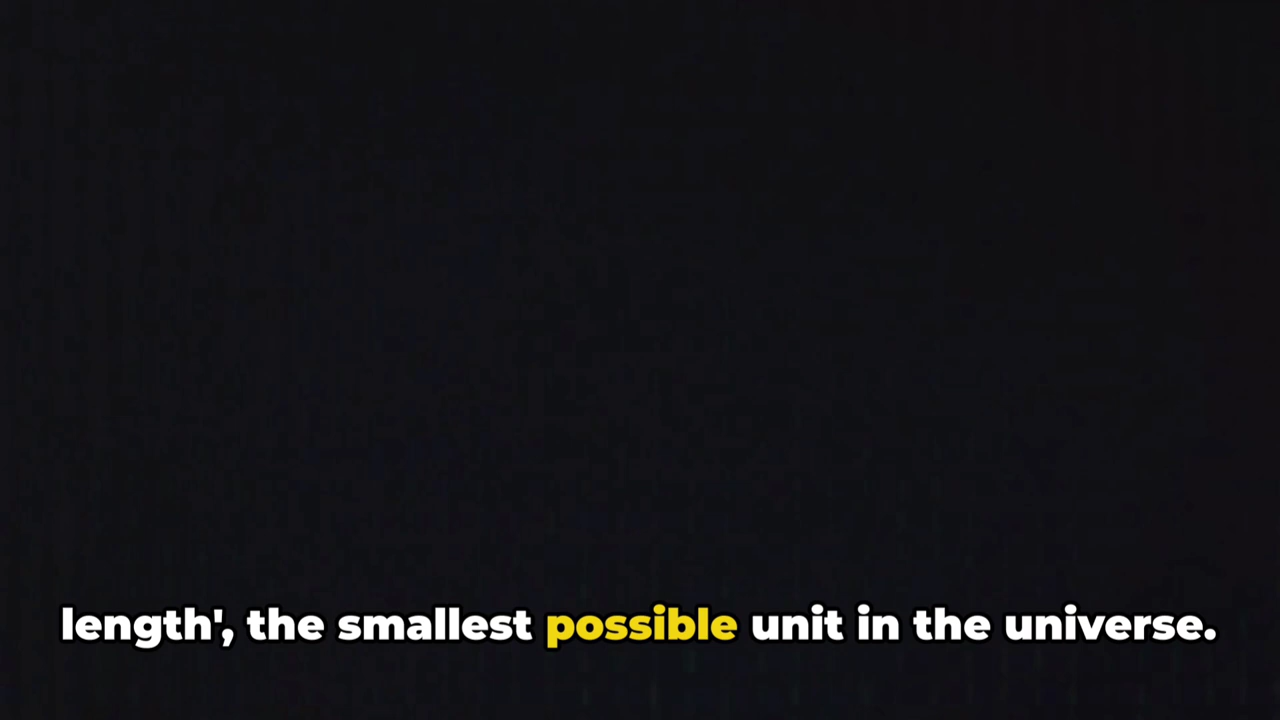 length', the smallest possible unit in the universe.